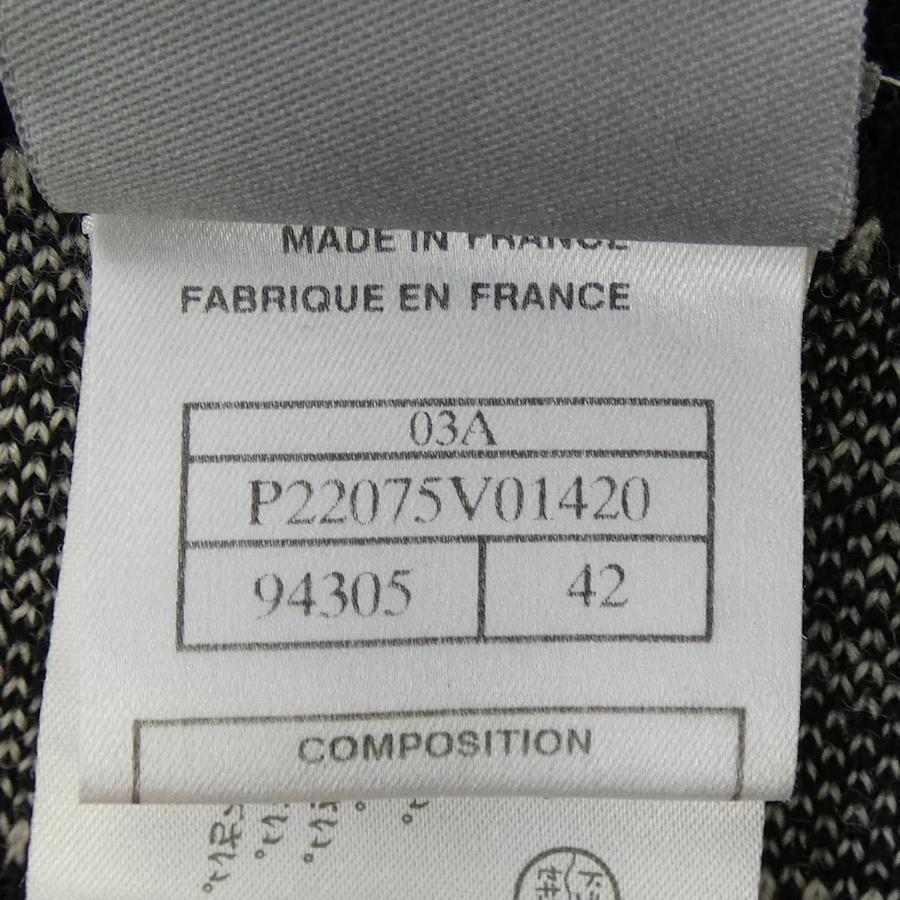 MADE IN FRANCE
FABRIQUE EN FRANCE
03A
P22075V01420
94305 42
COMPOSITION